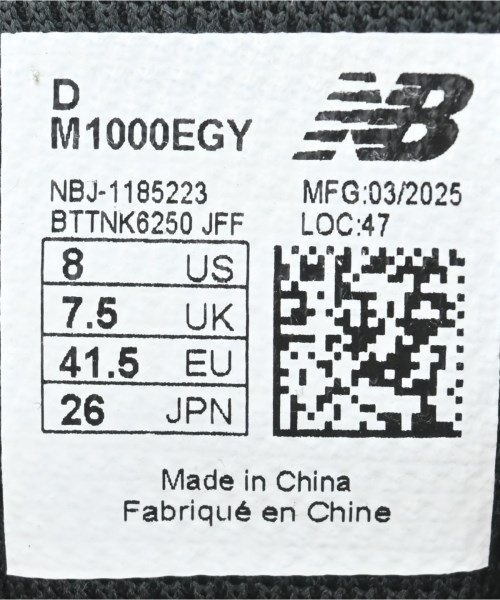 D
M1000EGY
NB
NBJ-1185223
MFG:03/2025
BTTNK6250 JFF
LOC:47
8 US
7.5 UK
41.5 EU
26 JPN
Made in China
Fabriqué en Chine